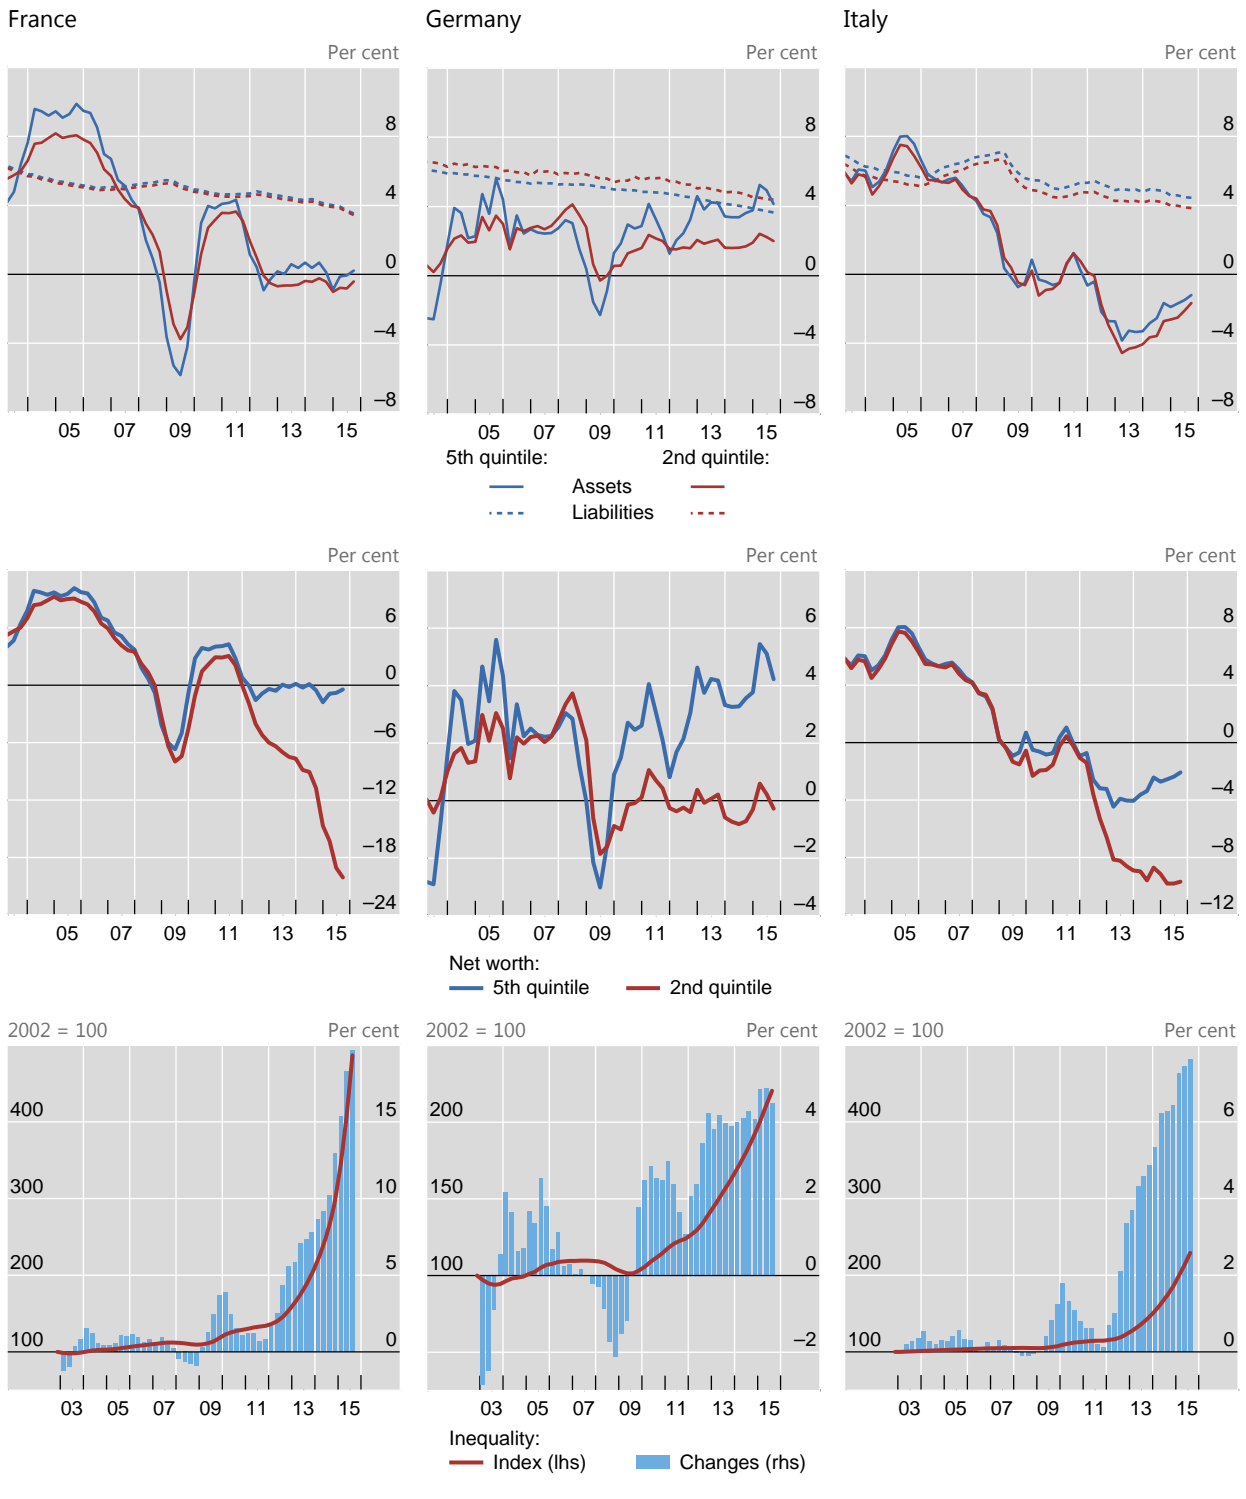 France Germany Italy
Per cent Per cent Per cent
8 8 8
4 4 4
0 0 0
–4 –4 –4
–8 –8 –8
05 07 09 11 13 15 05 07 09 11 13 15 05 07 09 11 13 15
5th quintile: 2nd quintile:
Assets
Liabilities
Per cent Per cent Per cent
6 6 8
0 4 4
–6 2 0
–12 0 –4
–18 –2 –8
–24 –4 –12
05 07 09 11 13 15 05 07 09 11 13 15 05 07 09 11 13 15
Net worth:
5th quintile 2nd quintile
2002 = 100 Per cent 2002 = 100 Per cent 2002 = 100 Per cent
400 15 200 4 400 6
300 10 150 2 300 4
200 5 100 0 200 2
100 0 –2 100 0
03 05 07 09 11 13 15 03 05 07 09 11 13 15 03 05 07 09 11 13 15
Inequality:
Index (lhs) Changes (rhs)